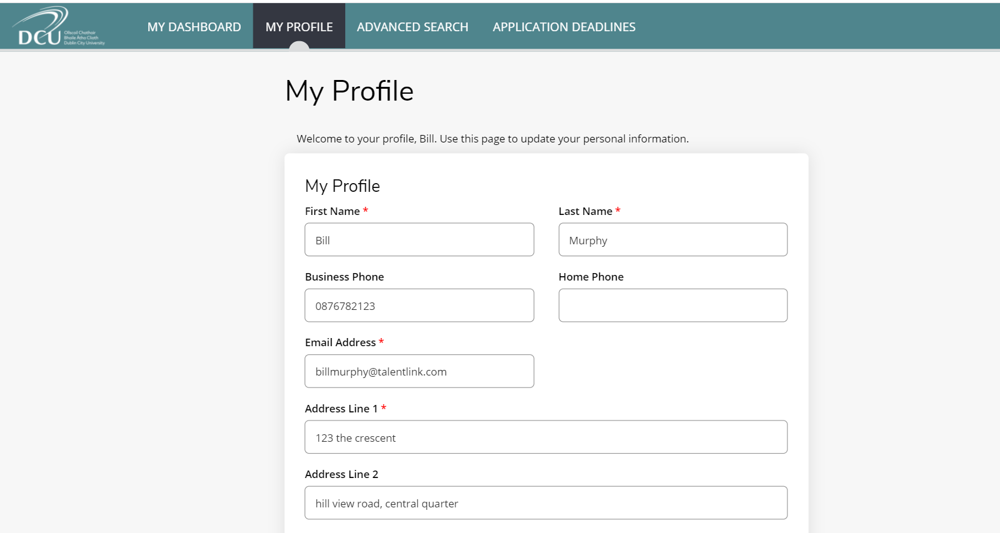 DCU
Ollscoil Chathair
Bhaile Átha Cliath
Dublin City University
MY DASHBOARD
MY PROFILE
ADVANCED SEARCH
APPLICATION DEADLINES
My Profile
Welcome to your profile, Bill. Use this page to update your personal information.
My Profile
First Name *
Last Name *
Bill
Murphy
Business Phone
Home Phone
0876782123
Email Address *
billmurphy@talentlink.com
Address Line 1 *
123 the crescent
Address Line 2
hill view road, central quarter